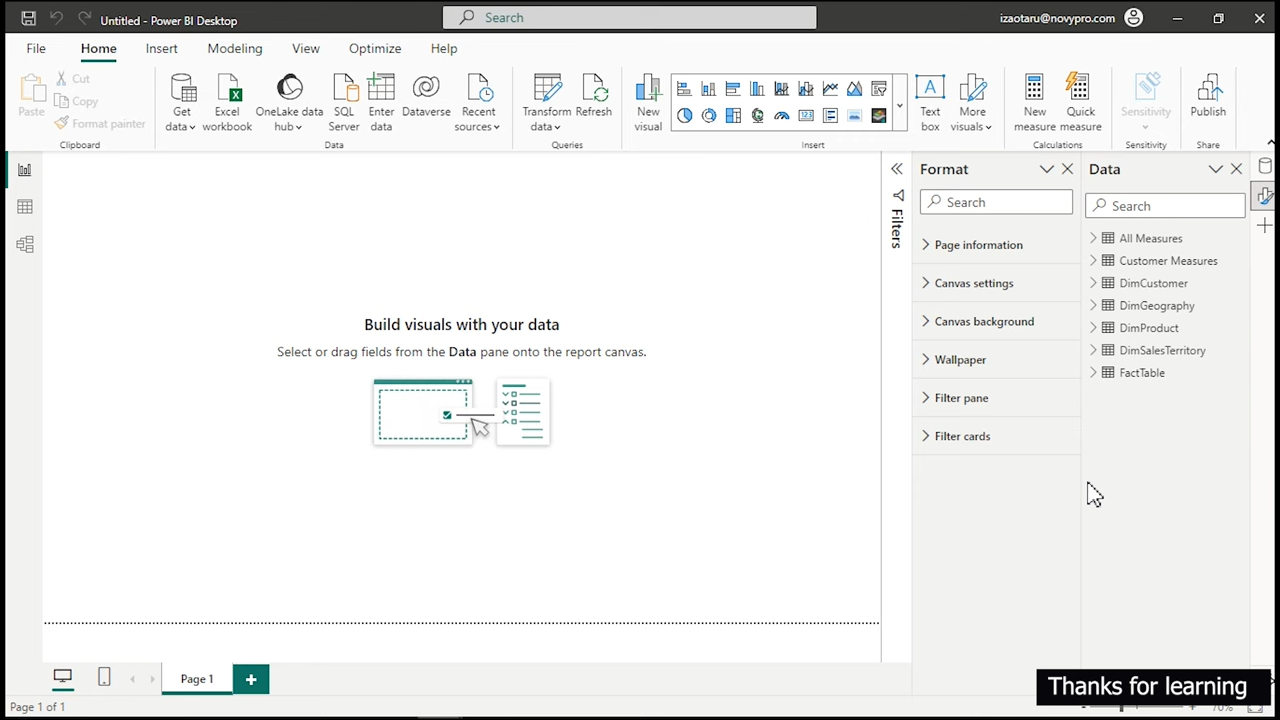 Untitled - Power BI Desktop
Search
izaotaru@novypro.com
File Home Insert Modeling View Optimize Help
Paste
Cut
Copy
Format painter
Clipboard
Get data
Excel workbook
OneLake data hub
SQL Server
Enter data
Dataverse
Recent sources
Data
Transform data
Refresh
Queries
New visual
Text box
More visuals
Insert
New measure
Quick measure
Calculations
Sensitivity
Sensitivity
Publish
Share
Build visuals with your data
Select or drag fields from the Data pane onto the report canvas.
Filters
Format
Search
Page information
Canvas settings
Canvas background
Wallpaper
Filter pane
Filter cards
Data
Search
All Measures
Customer Measures
DimCustomer
DimGeography
DimProduct
DimSalesTerritory
FactTable
Page 1
Thanks for learning
Page 1 of 1
70%